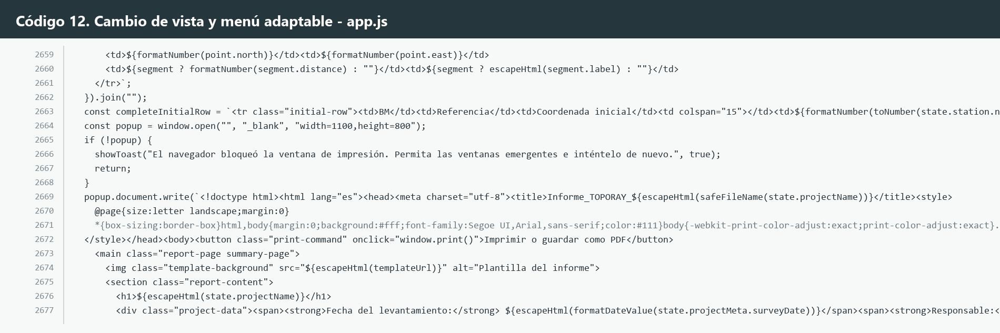 Código 12. Cambio de vista y menú adaptable - app.js
2659 <td>${formatNumber(point.north)}</td><td>${formatNumber(point.east)}</td>
2660 <td>${segment ? formatNumber(segment.distance) : ""}</td><td>${segment ? escapeHtml(segment.label) : ""}</td>
2661 </tr>`;
2662 }).join("");
2663 const completeInitialRow = `<tr class="initial-row"><td>BM</td><td>Referencia</td><td>Coordenada inicial</td><td colspan="15"></td><td>${formatNumber(toNumber(state.station.n
2664 const popup = window.open("", "_blank", "width=1100,height=800");
2665 if (!popup) {
2666 showToast("El navegador bloqueó la ventana de impresión. Permita las ventanas emergentes e inténtelo de nuevo.", true);
2667 return;
2668 }
2669 popup.document.write(`<!doctype html><html lang="es"><head><meta charset="utf-8"><title>Informe_TOPORAY_${escapeHtml(safeFileName(state.projectName))}</title><style>
2670 @page{size:letter landscape;margin:0}
2671 *{box-sizing:border-box}html,body{margin:0;background:#fff;font-family:Segoe UI,Arial,sans-serif;color:#111}body{-webkit-print-color-adjust:exact;print-color-adjust:exact}.
2672 </style></head><body><button class="print-command" onclick="window.print()">Imprimir o guardar como PDF</button>
2673 <main class="report-page summary-page">
2674 <img class="template-background" src="${escapeHtml(templateUrl)}" alt="Plantilla del informe">
2675 <section class="report-content">
2676 <h1>${escapeHtml(state.projectName)}</h1>
2677 <div class="project-data"><span><strong>Fecha del levantamiento:</strong> ${escapeHtml(formatDateValue(state.projectMeta.surveyDate))}</span><span><strong>Responsable:<